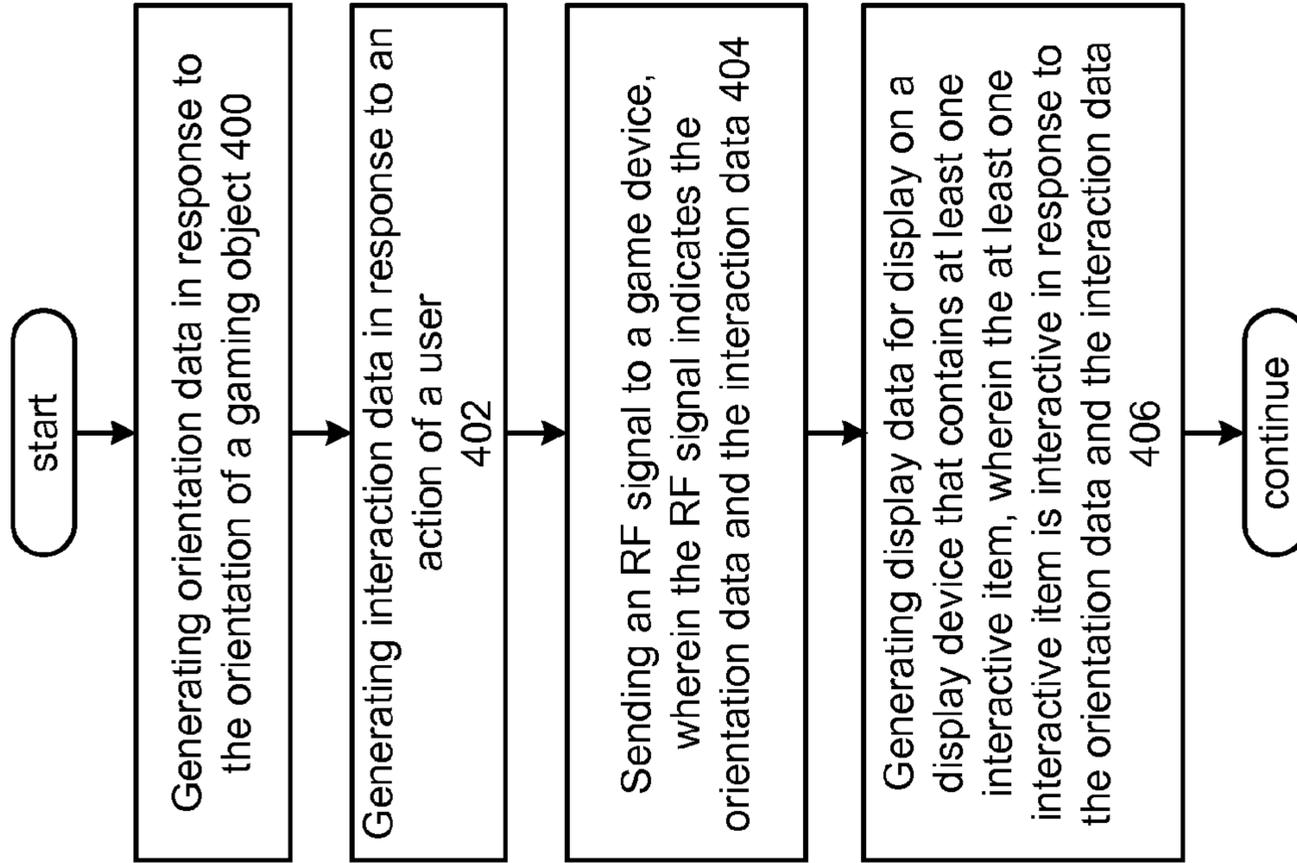 start
Generating orientation data in response to
the orientation of a gaming object 400
Generating interaction data in response to an
action of a user
402
Sending an RF signal to a game device,
wherein the RF signal indicates the
orientation data and the interaction data 404
Generating display data for display on a
display device that contains at least one
interactive item, wherein the at least one
interactive item is interactive in response to
the orientation data and the interaction data
406
continue